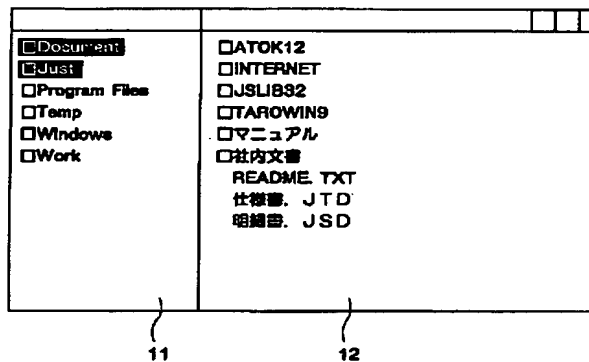 Document
Just
Program Files
Temp
Windows
Work
ATOK12
INTERNET
JSLIB32
TAROWIN9
マニュアル
社内文書
README. TXT
仕様書. JTD
明細書. JSD
11
12